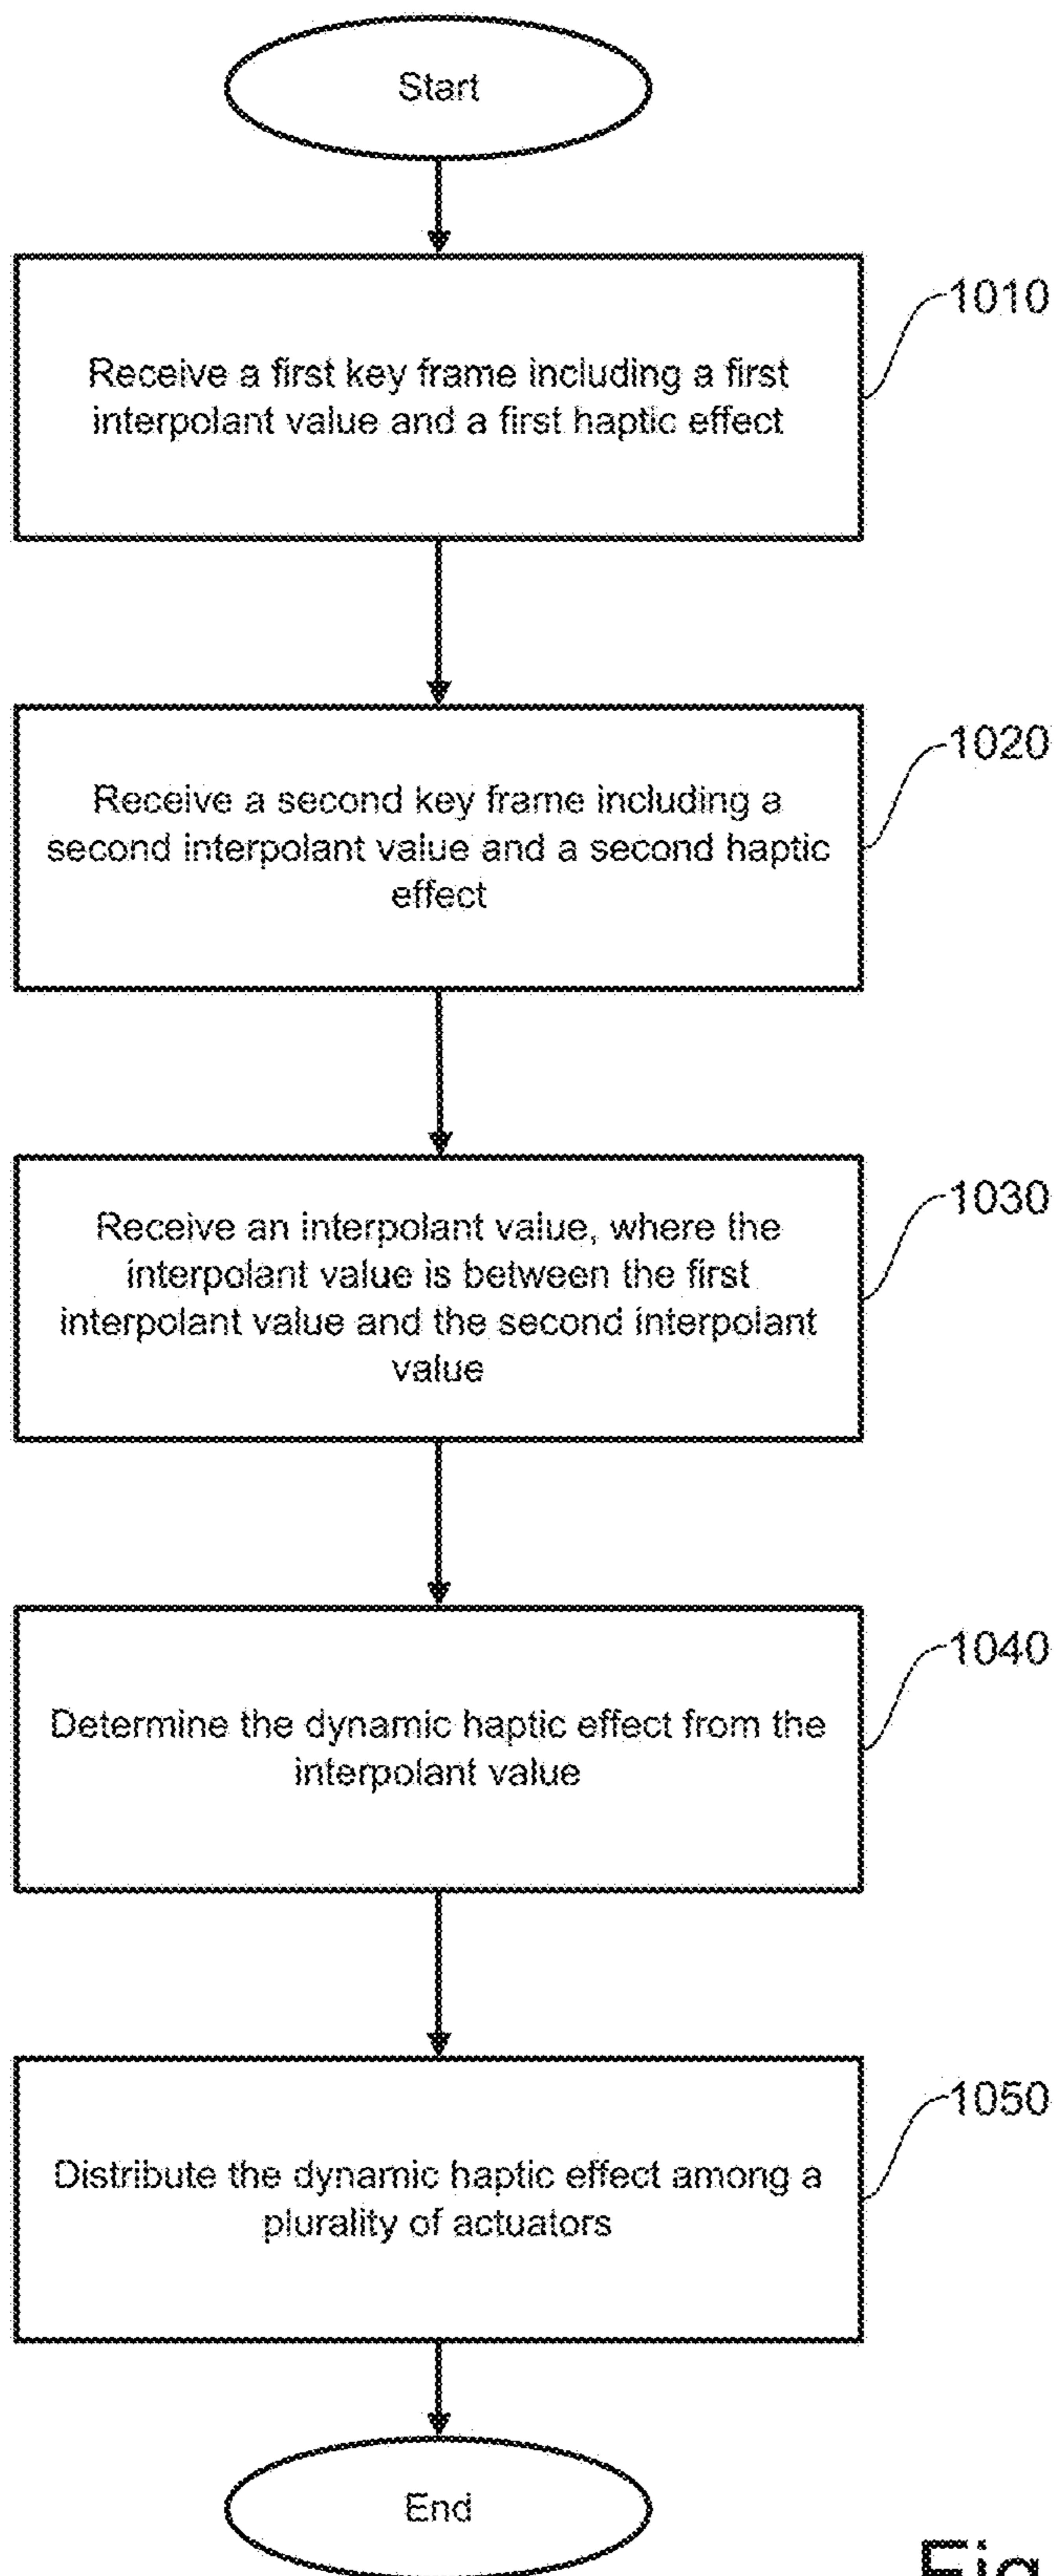 Start
1010
Receive a first key frame including a first
interpolant value and a first haptic effect
1020
Receive a second key frame including a
second interpolant value and a second haptic
effect
1030
Receive an interpolant value, where the
interpolant value is between the first
interpolant value and the second interpolant
value
1040
Determine the dynamic haptic effect from the
interpolant value
1050
Distribute the dynamic haptic effect among a
plurality of actuators
End